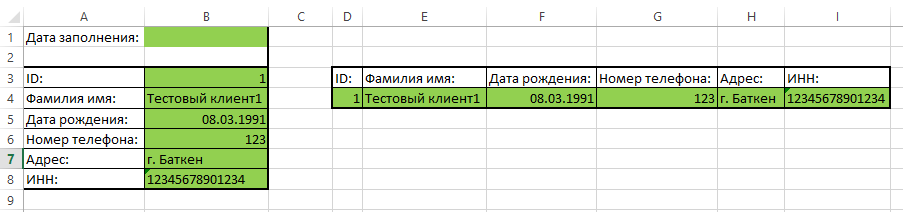 A B C D E F G H I
1 Дата заполнения:
2
3 ID: 1 ID: Фамилия имя: Дата рождения: Номер телефона: Адрес: ИНН:
4 Фамилия имя: Тестовый клиент1 1 Тестовый клиент1 08.03.1991 123 г. Баткен 12345678901234
5 Дата рождения: 08.03.1991
6 Номер телефона: 123
7 Адрес: г. Баткен
8 ИНН: 12345678901234
9